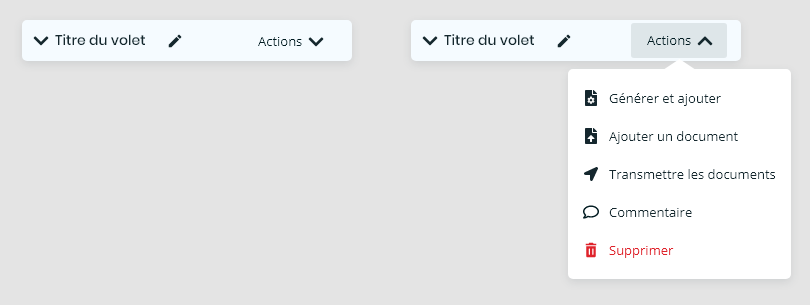 Titre du volet
Actions
Titre du volet
Actions
Générer et ajouter
Ajouter un document
Transmettre les documents
Commentaire
Supprimer